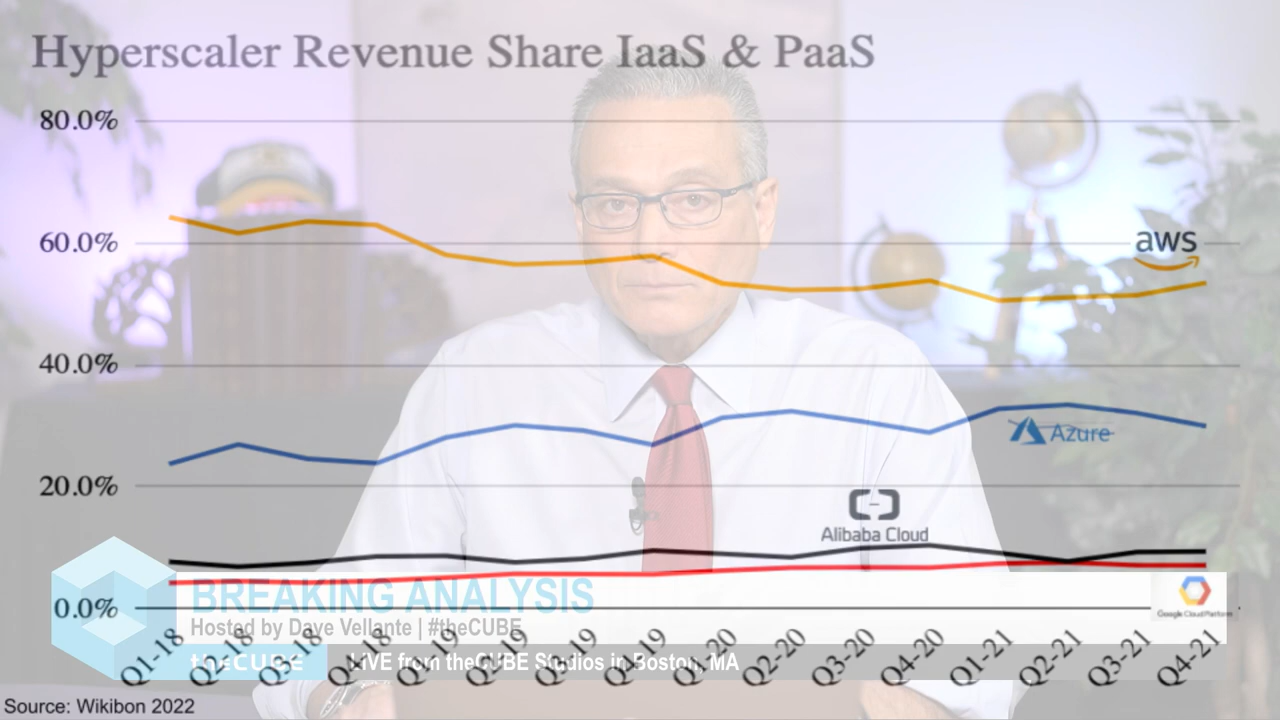 Hyperscaler Revenue Share IaaS & PaaS
80.0%
60.0%
aws
40.0%
Azure
20.0%
Alibaba Cloud
BREAKING ANALYSIS
0.0%
Google Cloud Platform
Hosted by Dave Vellante | #theCUBE
theCUBE
LIVE from theCUBE Studios in Boston, MA
Q1-18
Q2-18
Q3-18
Q4-18
Q1-19
Q2-19
Q3-19
Q4-19
Q1-20
Q2-20
Q3-20
Q4-20
Q1-21
Q2-21
Q3-21
Q4-21
Source: Wikibon 2022